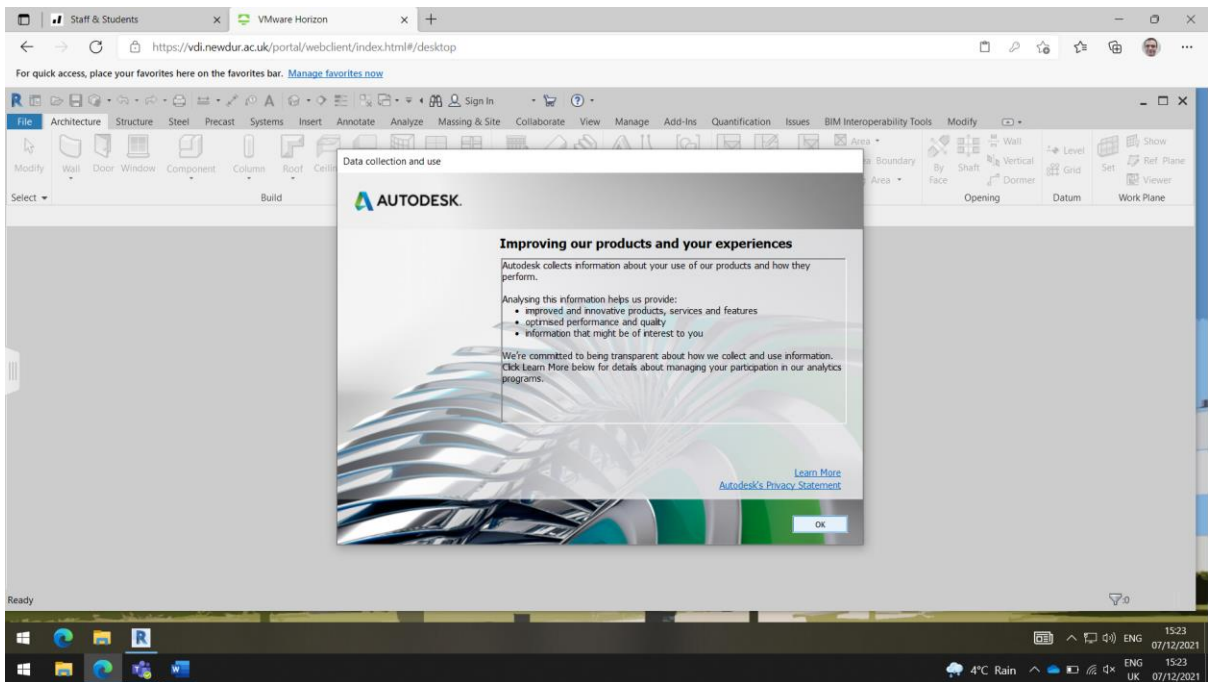 Staff & Students
VMware Horizon
https://vdi.newdur.ac.uk/portal/webclient/index.html#/desktop
For quick access, place your favorites here on the favorites bar. Manage favorites now
Sign In
File Architecture Structure Steel Precast Systems Insert Annotate Analyze Massing & Site Collaborate View Manage Add-Ins Quantification Issues BIM Interoperability Tools Modify
Modify Wall Door Window Component Column Roof
Area
Boundary
Area
By Face
Shaft
Wall
Vertical
Dormer
Level
Grid
Set
Show
Ref Plane
Viewer
Select Build Opening Datum Work Plane
Data collection and use
AUTODESK.
Improving our products and your experiences
Autodesk collects information about your use of our products and how they
perform.
Analysing this information helps us provide:
• improved and innovative products, services and features
• optimised performance and quality
• information that might be of interest to you
We're committed to being transparent about how we collect and use information.
Click Learn More below for details about managing your participation in our analytics
programs.
Learn More
Autodesk's Privacy Statement
OK
Ready
:0
ENG
15:23
07/12/2021
4°C Rain
ENG
UK
15:23
07/12/2021